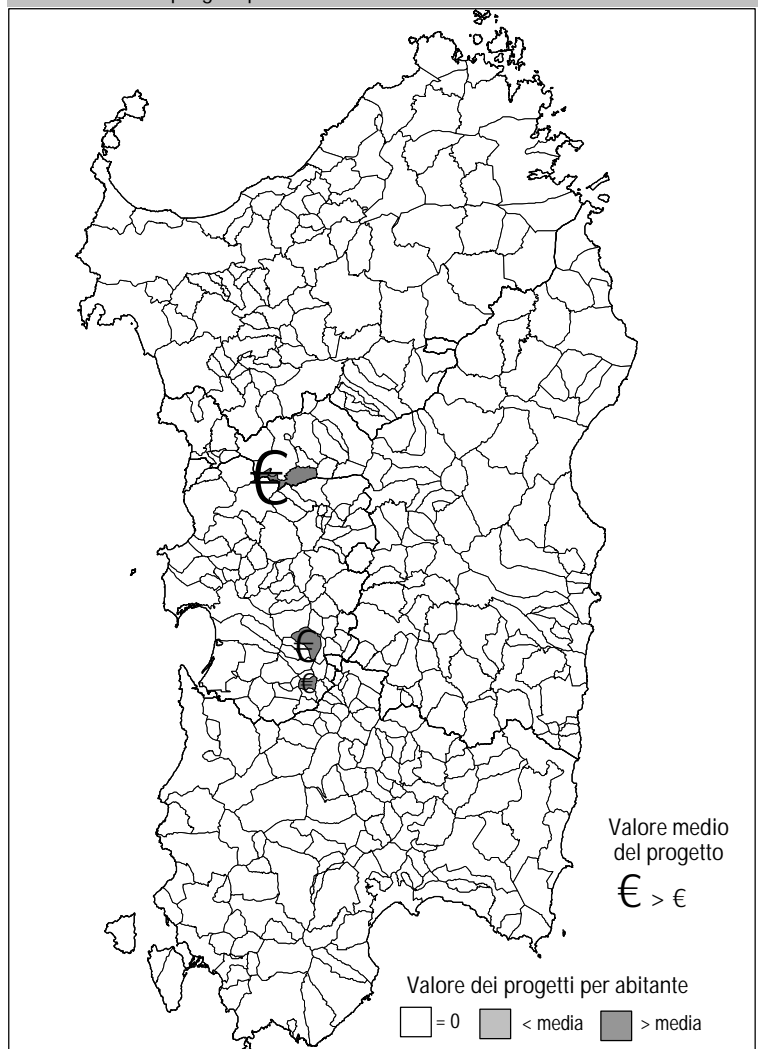 €
€
€
Valore medio
del progetto
€ > €
Valore dei progetti per abitante
= 0 < media > media